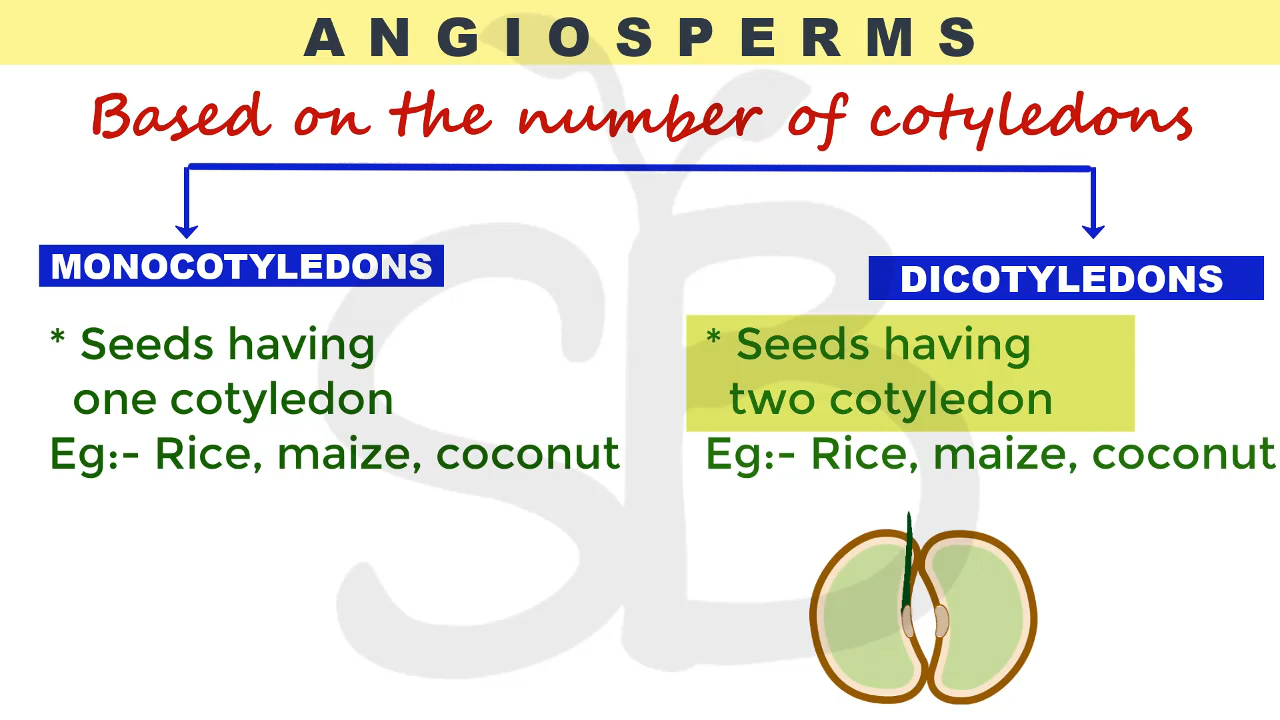 ANGIOSPERMS
Based on the number of cotyledons
MONOCOTYLEDONS
* Seeds having
one cotyledon
Eg:- Rice, maize, coconut
DICOTYLEDONS
* Seeds having
two cotyledon
Eg:- Rice, maize, coconut
SB